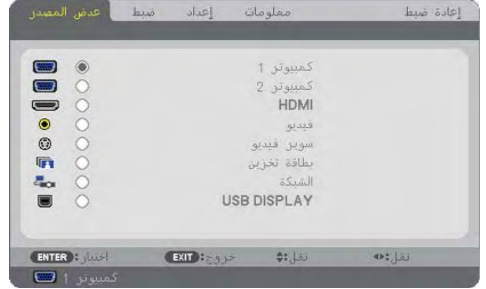 عرض المصدر ضبط إعداد معلومات إعادة ضبط
كمبيوتر 1
كمبيوتر 2
HDMI
فيديو
سوبر فيديو
بطاقة تخزين
الشبكة
USB DISPLAY
ENTER :اختيار EXIT :خروج نقل: نقل:
كمبيوتر 1